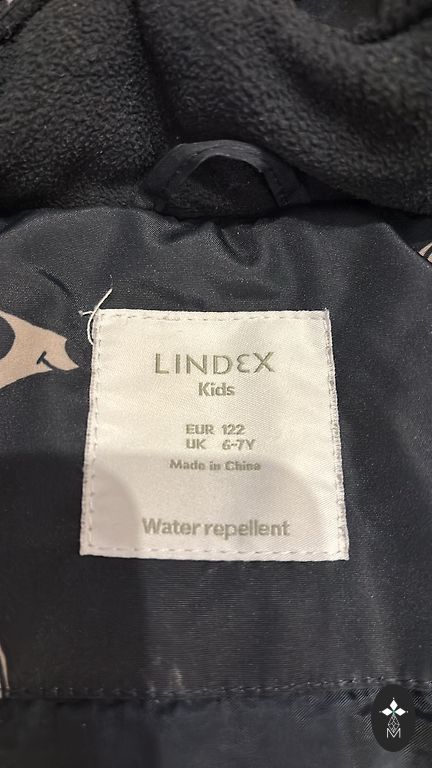 LINDEX
Kids
EUR 122
UK 6-7Y
Made in China
Water repellent
M